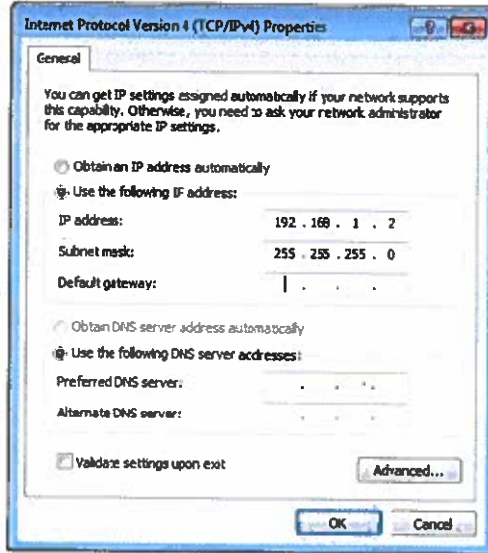 Internet Protocol Version 4 (TCP/IPv4) Properties
General
You can get IP settings assigned automatically if your network supports
this capability. Otherwise, you need to ask your network administrator
for the appropriate IP settings.
Obtain an IP address automatically
Use the following IP address:
IP address: 192 . 168 . 1 . 2
Subnet mask: 255 . 255 . 255 . 0
Default gateway: . . .
Obtain DNS server address automatically
Use the following DNS server addresses:
Preferred DNS server: . . .
Alternate DNS server: . . .
Validate settings upon exit
Advanced...
OK Cancel